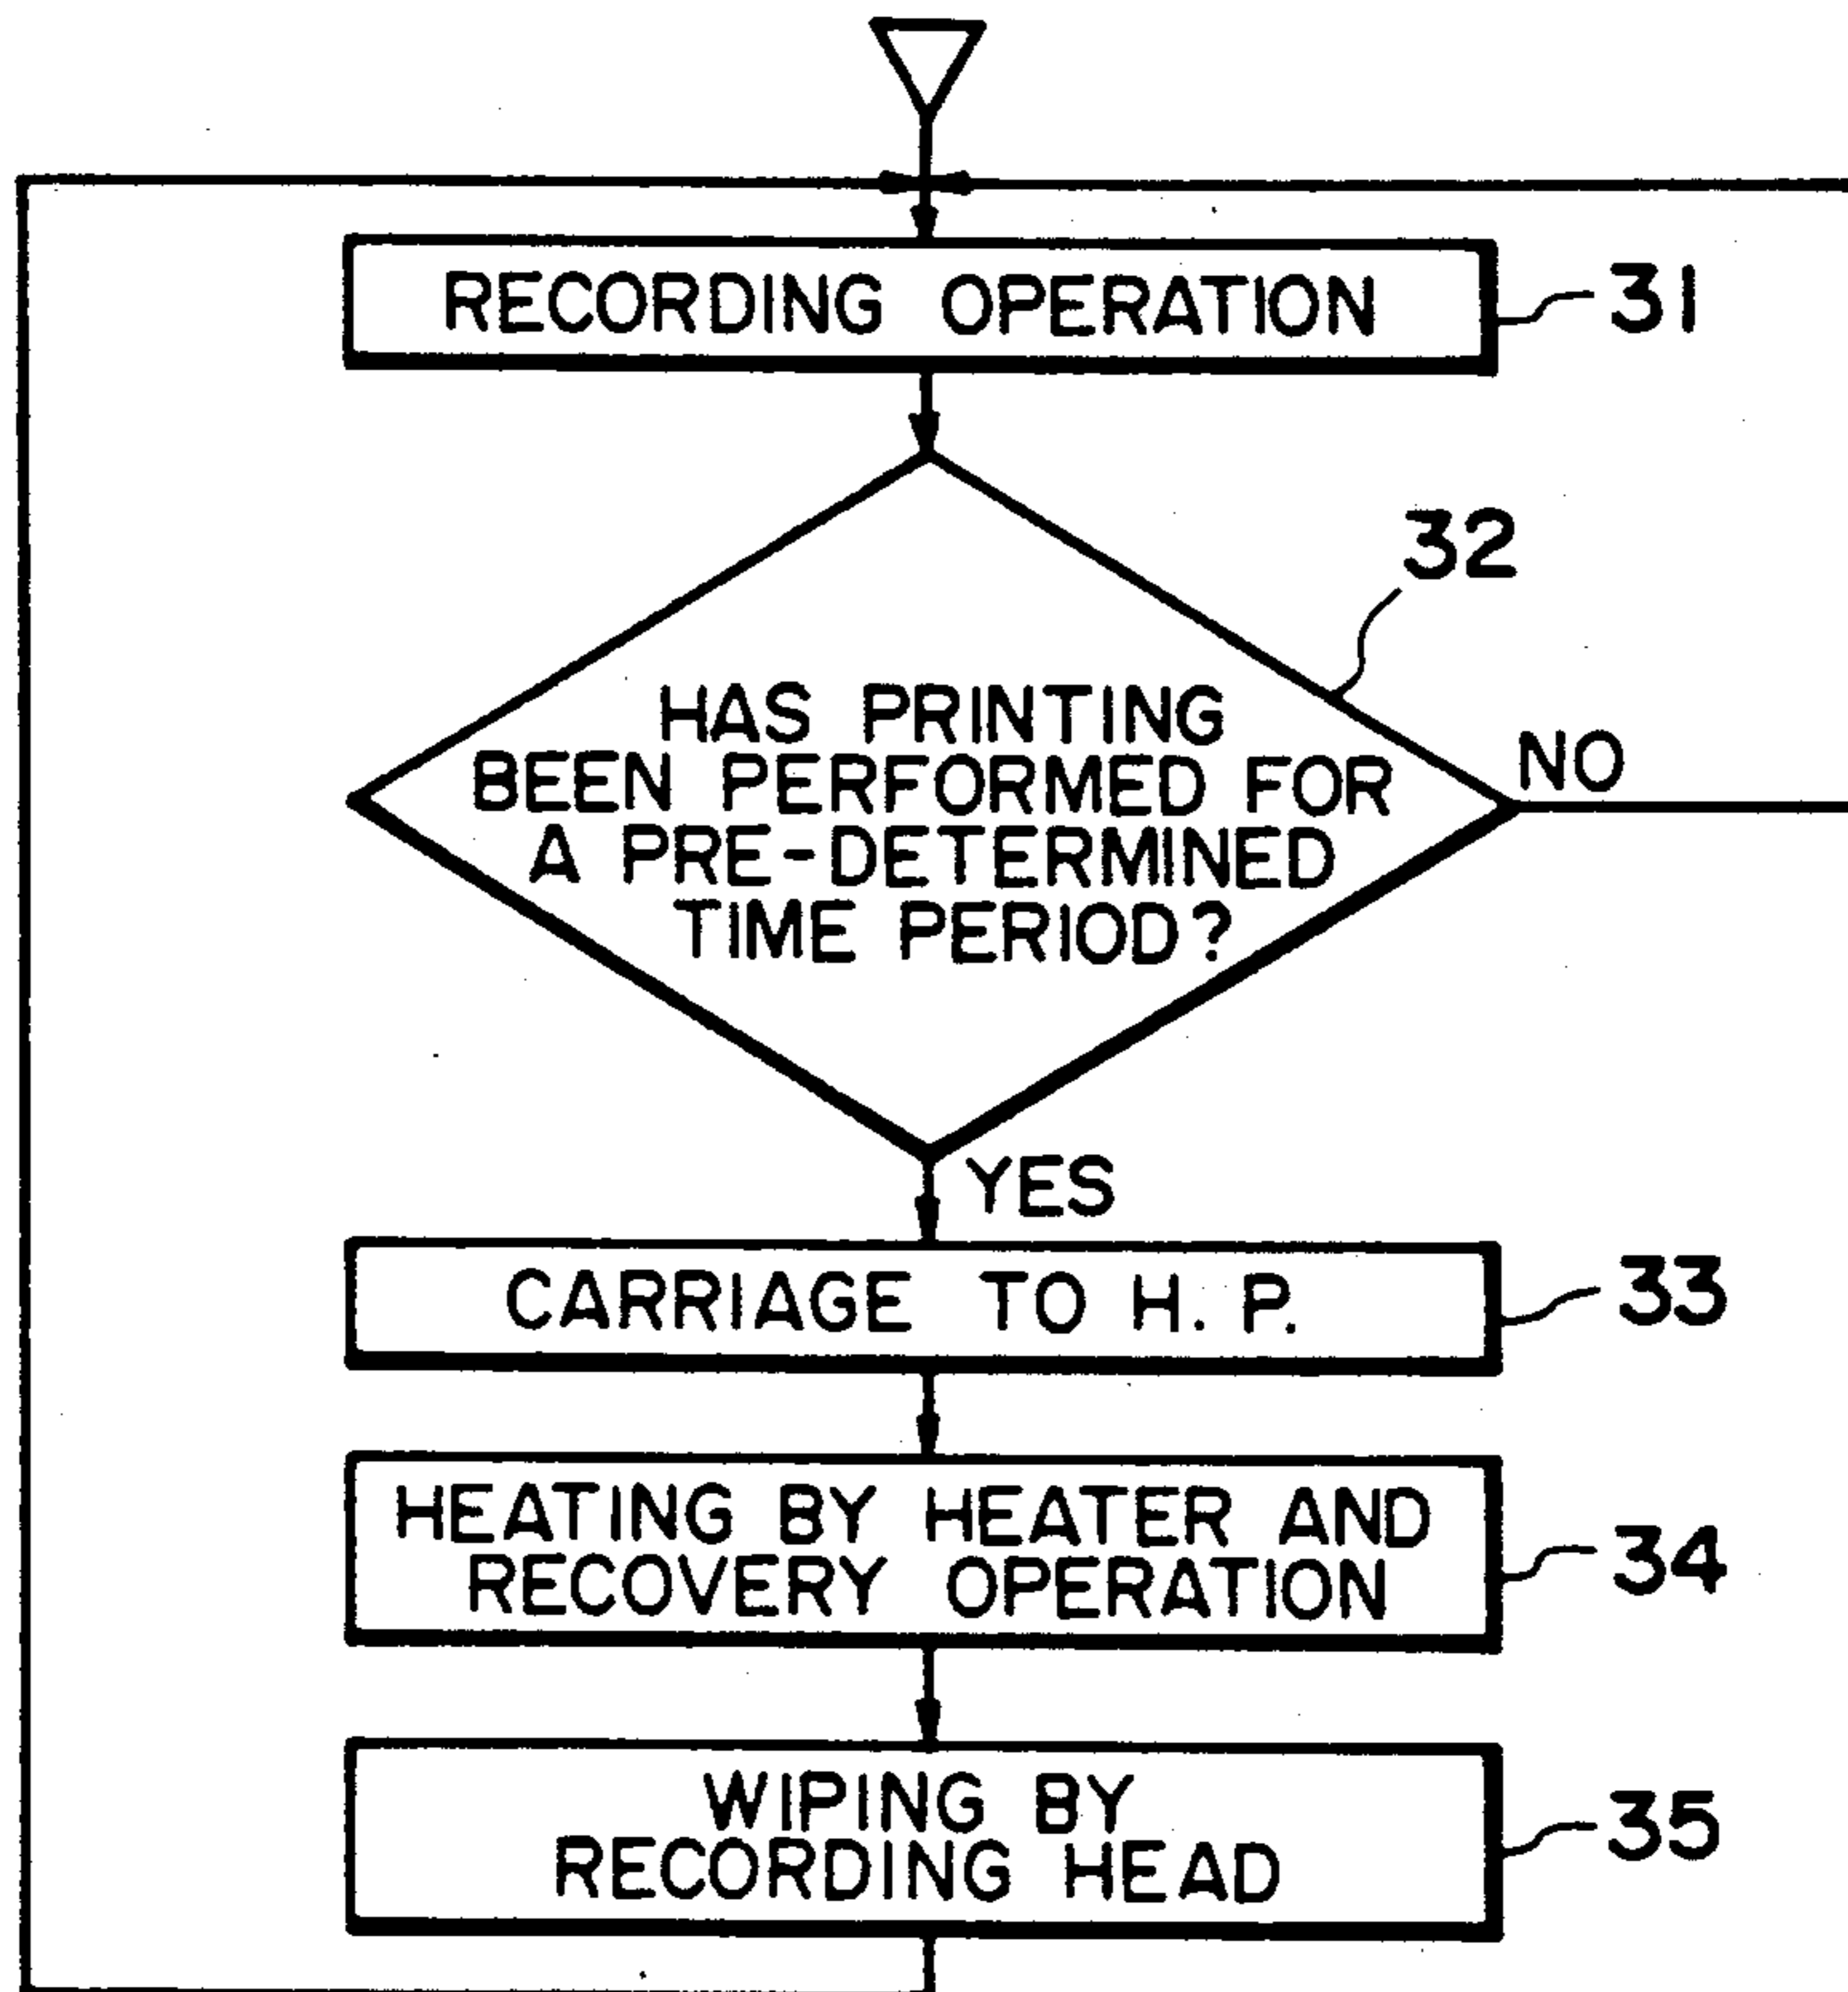 RECORDING OPERATION
31
32
HAS PRINTING
BEEN PERFORMED FOR
A PRE-DETERMINED
TIME PERIOD?
NO
YES
CARRIAGE TO H. P.
33
HEATING BY HEATER AND
RECOVERY OPERATION
34
WIPING BY
RECORDING HEAD
35